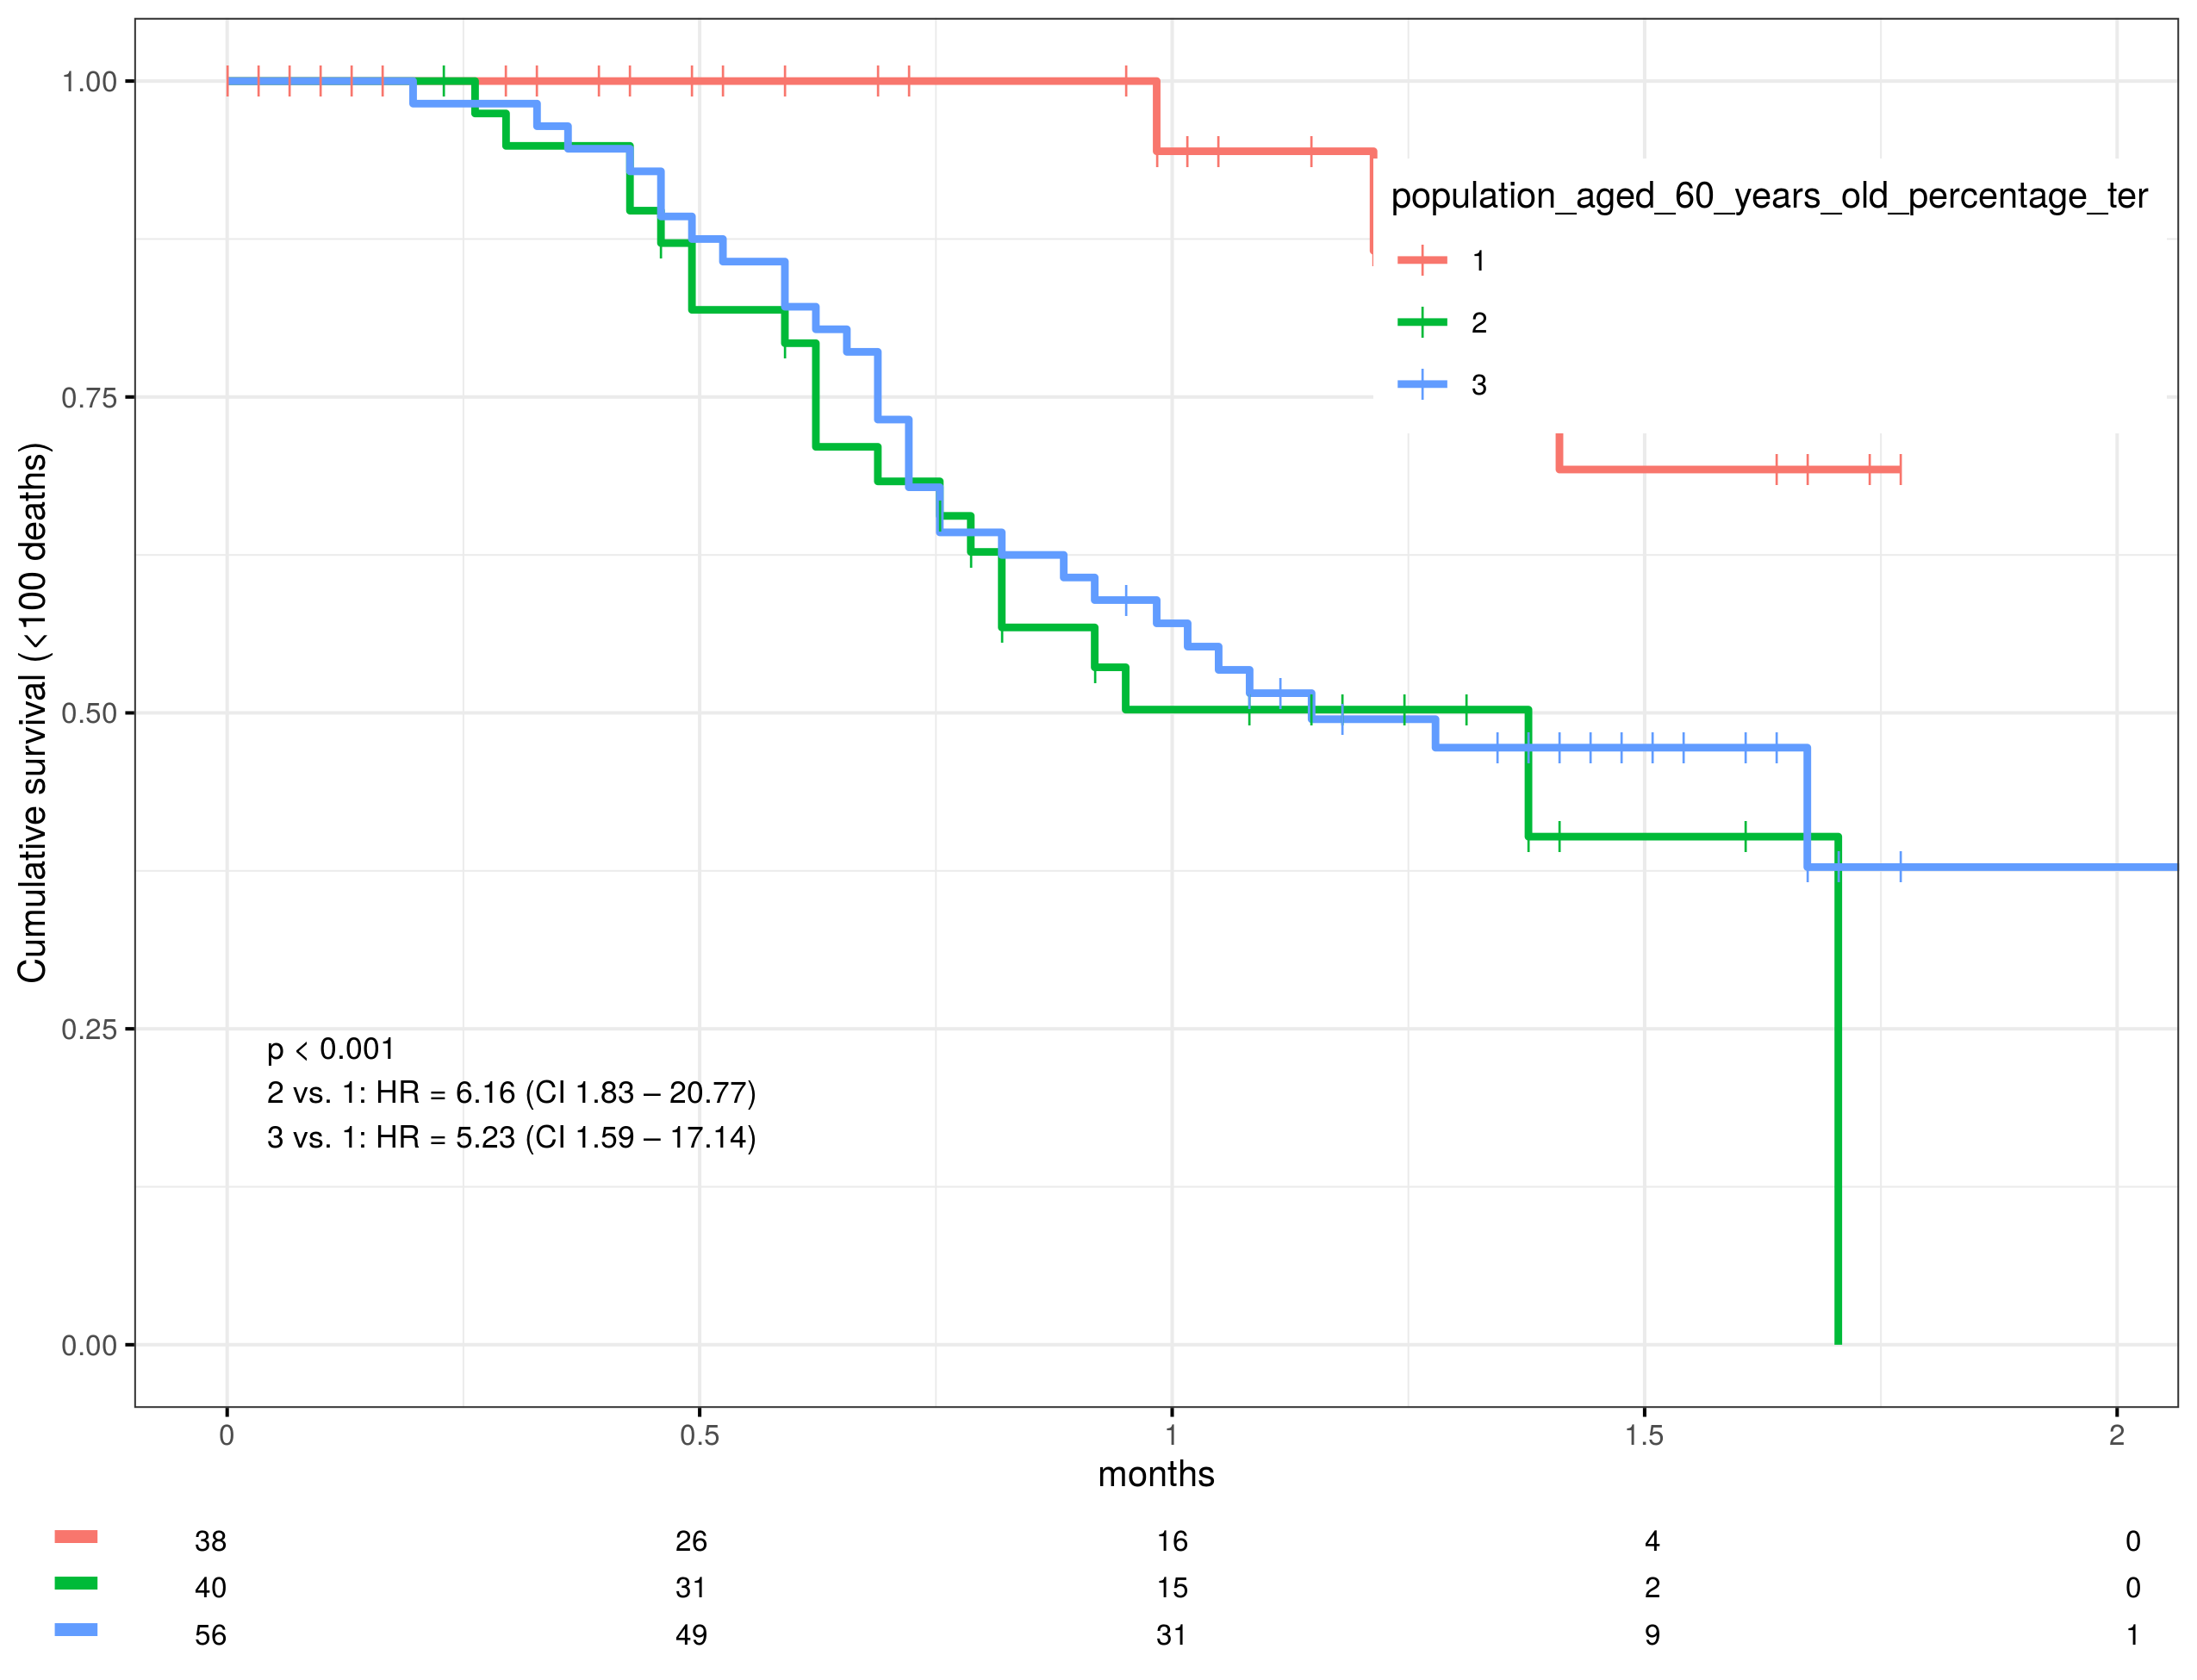 Cumulative survival (<100 deaths)
1.00
0.75
0.50
0.25
0.00
population_aged_60_years_old_percentage_ter
1
2
3
p < 0.001
2 vs. 1: HR = 6.16 (CI 1.83 – 20.77)
3 vs. 1: HR = 5.23 (CI 1.59 – 17.14)
0 0.5 1 1.5 2
months
38 26 16 4 0
40 31 15 2 0
56 49 31 9 1